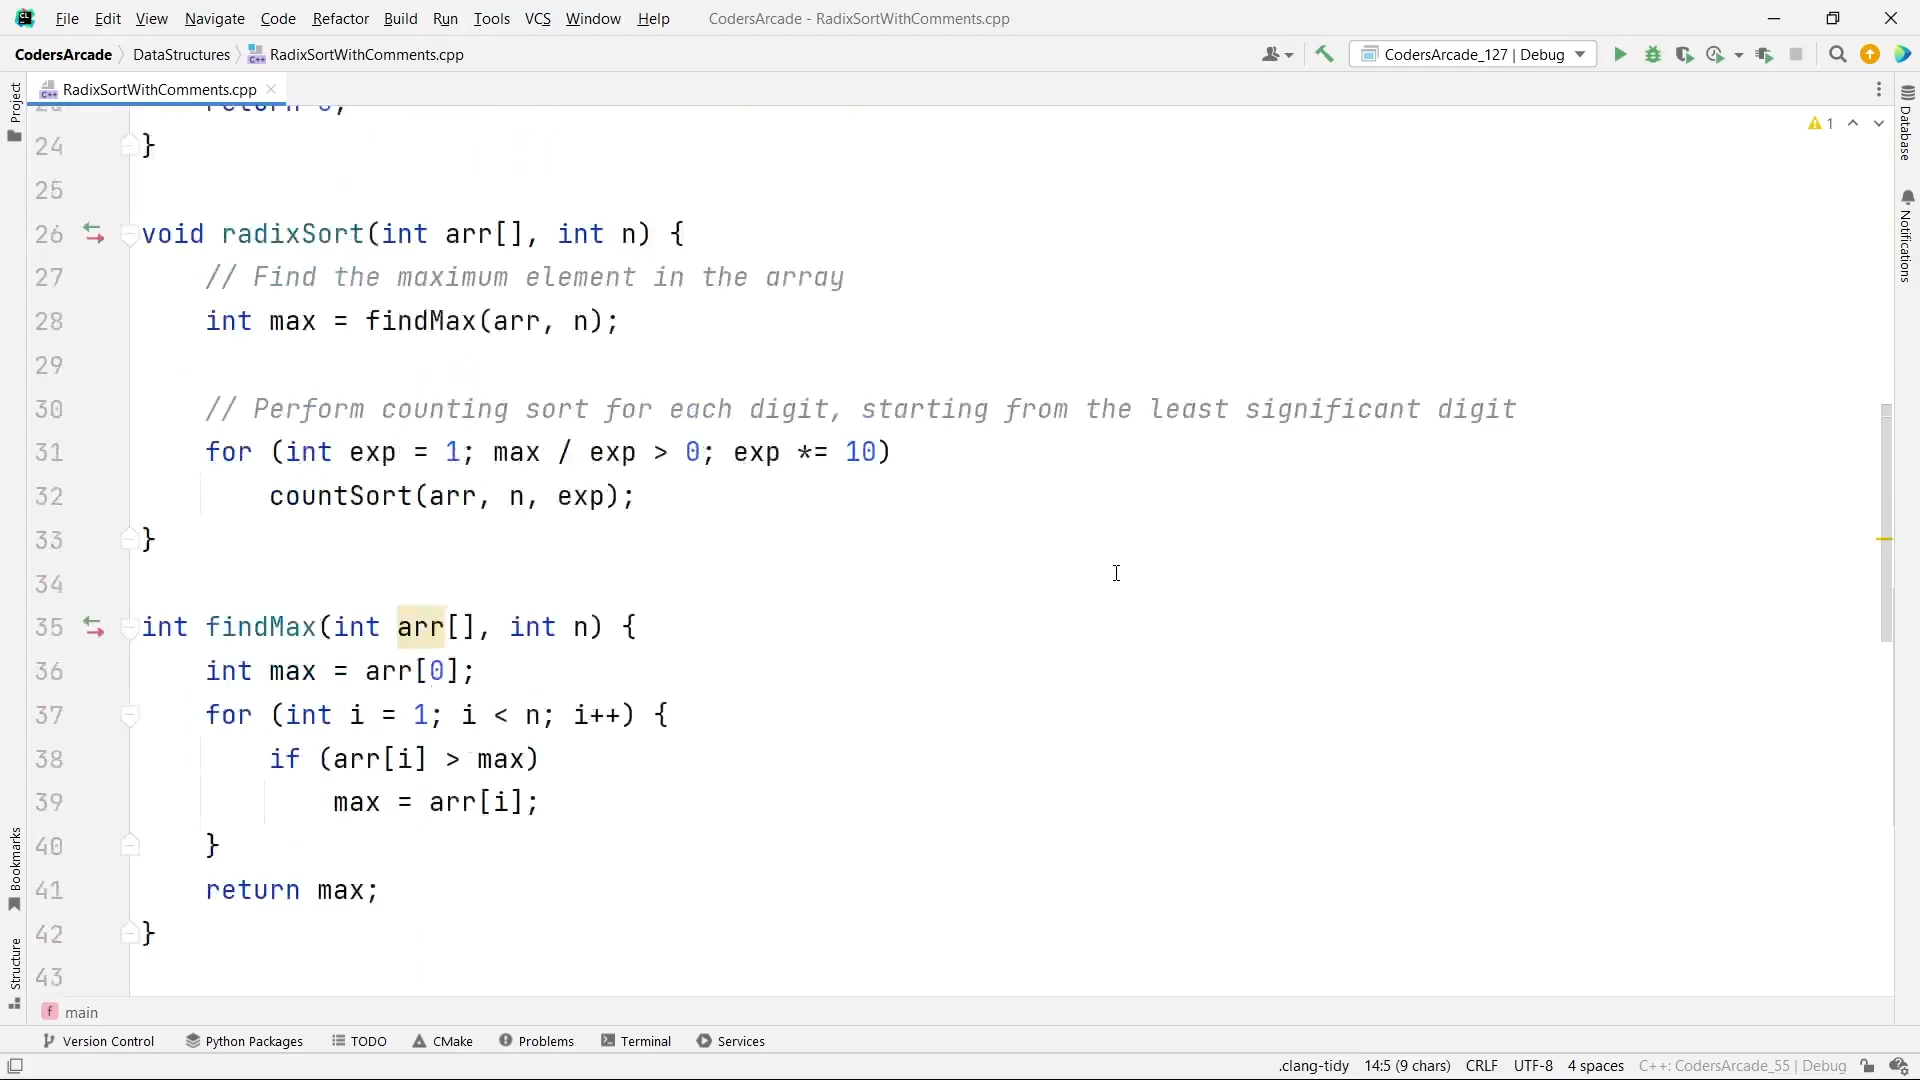 File Edit View Navigate Code Refactor Build Run Tools VCS Window Help CodersArcade - RadixSortWithComments.cpp
CodersArcade DataStructures RadixSortWithComments.cpp CodersArcade_127 | Debug
Project
RadixSortWithComments.cpp
Database
Notifications
1
24 }
25
26 void radixSort(int arr[], int n) {
27 // Find the maximum element in the array
28 int max = findMax(arr, n);
29
30 // Perform counting sort for each digit, starting from the least significant digit
31 for (int exp = 1; max / exp > 0; exp *= 10)
32 countSort(arr, n, exp);
33 }
34
35 int findMax(int arr[], int n) {
36 int max = arr[0];
37 for (int i = 1; i < n; i++) {
38 if (arr[i] > max)
39 max = arr[i];
40 }
41 return max;
42 }
43
Bookmarks
Structure
f main
Version Control Python Packages TODO CMake Problems Terminal Services
.clang-tidy 14:5 (9 chars) CRLF UTF-8 4 spaces C++: CodersArcade_55 | Debug